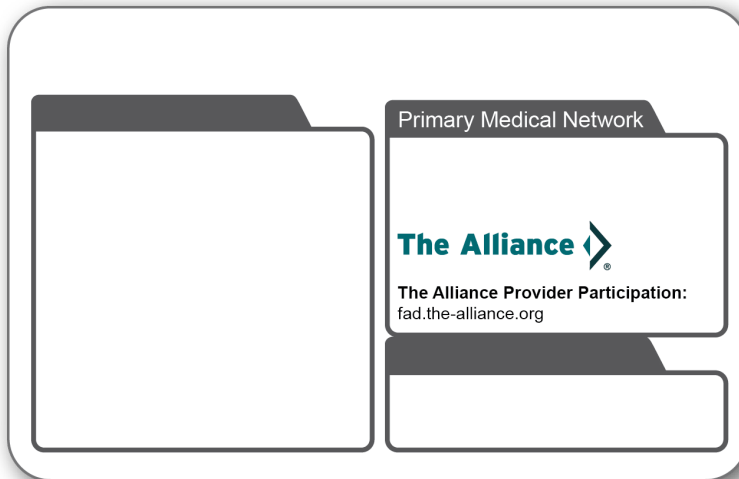 Primary Medical Network
The Alliance ®
The Alliance Provider Participation:
fad.the-alliance.org